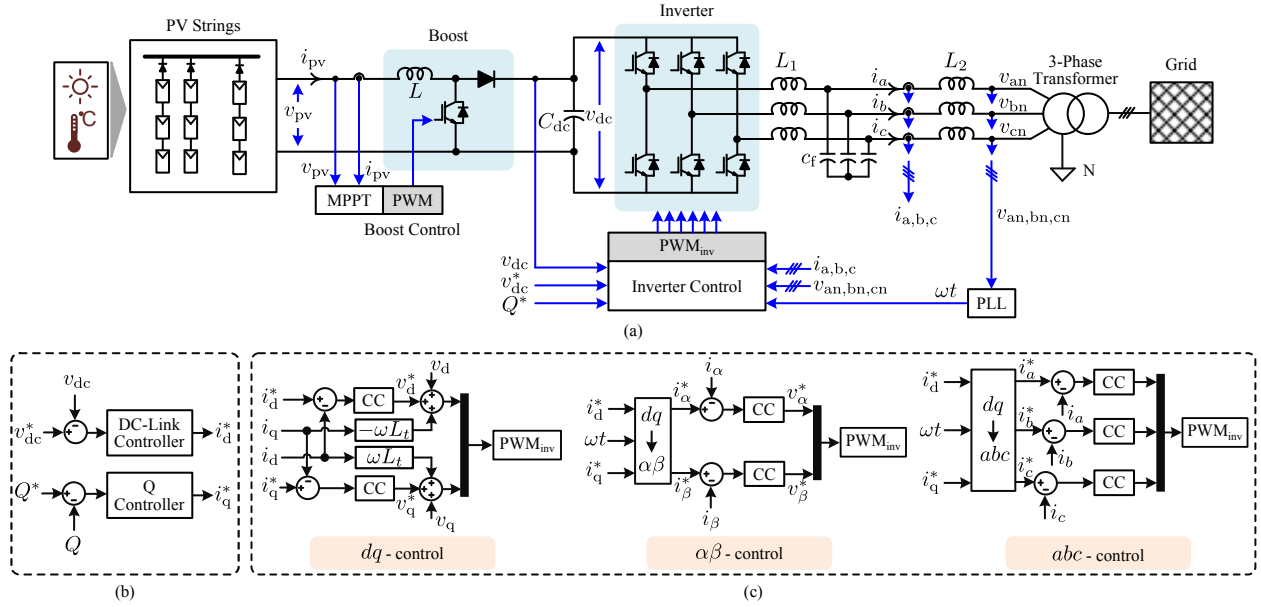 Inverter
PV Strings
Boost
3-Phase
Transformer
Grid
i_pv
L
L_1
L_2
i_a
v_an
°C
v_pv
C_dc
v_dc
i_b
v_bn
i_c
v_cn
c_f
N
v_pv
i_pv
MPPT
PWM
Boost Control
i_a,b,c
v_an,bn,cn
PWM_inv
v_dc
i_a,b,c
v*_dc
Inverter Control
v_an,bn,cn
Q*
ωt
PLL
(a)
v_dc
v*_dc
+
-
DC-Link
Controller
i*_d
Q*
+
-
Q
Controller
i*_q
Q
(b)
v_d
i*_d
+
-
CC
v*_d
+
+
i_q
-ωL_t
i_d
ωL_t
PWM_inv
i*_q
+
-
CC
v*_q
+
+
v_q
dq - control
i_α
i*_d
i*_α
+
-
CC
v*_α
ωt
dq
αβ
PWM_inv
i*_q
i*_β
+
-
CC
v*_β
i_β
αβ - control
i*_d
i*_a
+
-
CC
i_a
ωt
dq
abc
i*_b
+
-
CC
PWM_inv
i_b
i*_q
i*_c
+
-
CC
i_c
abc - control
(c)